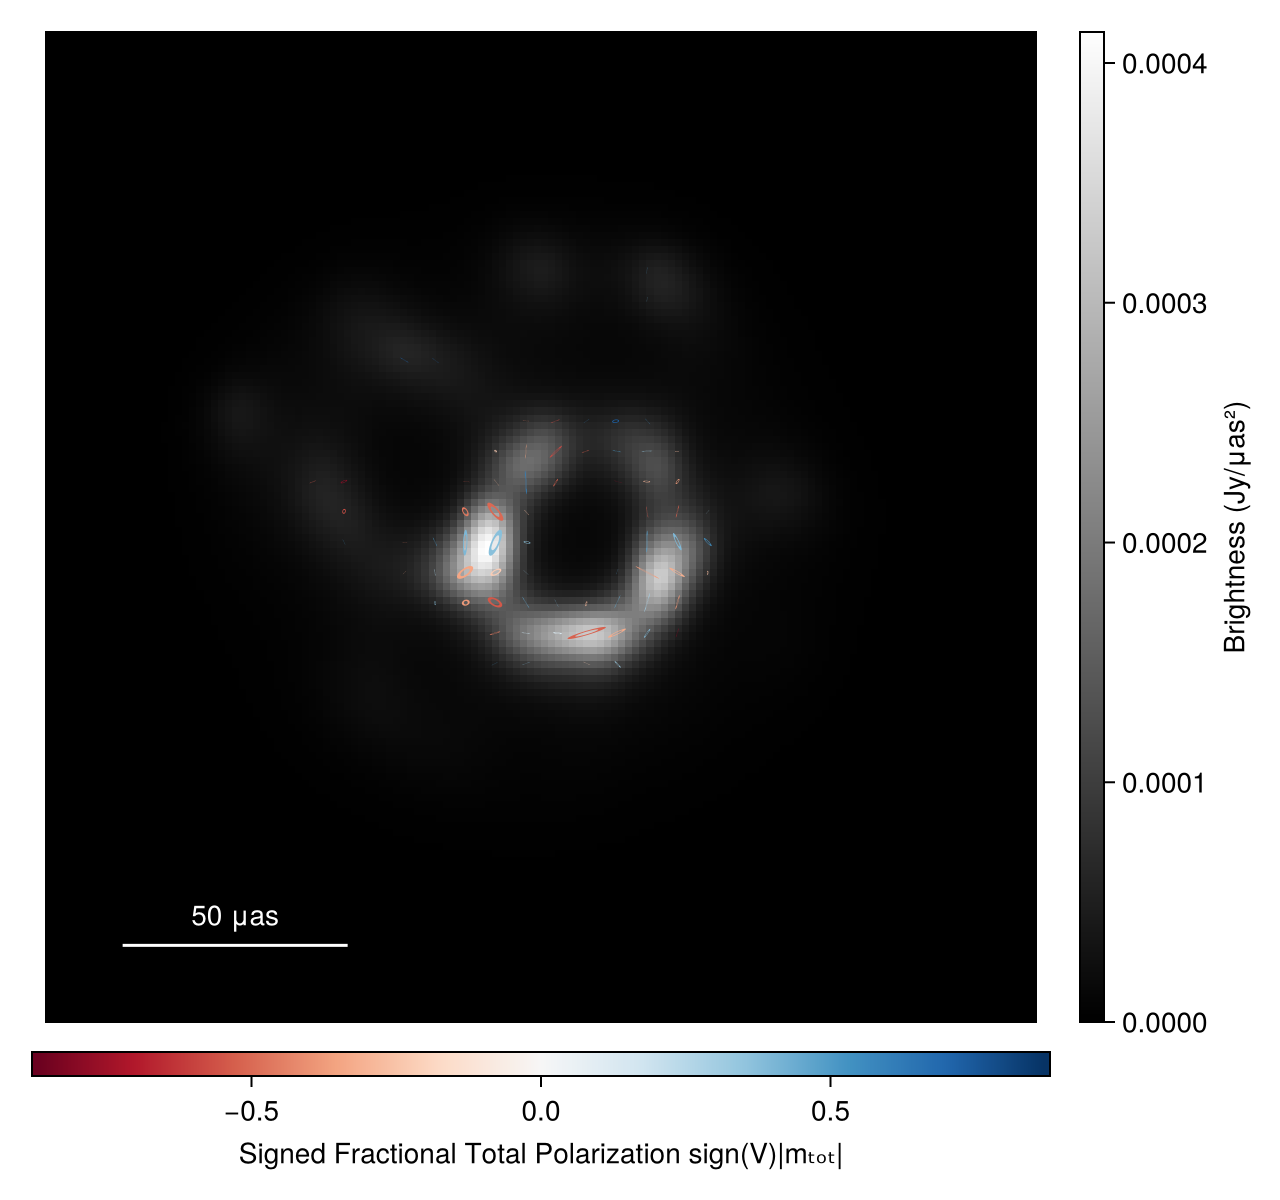 0.0004
0.0003
0.0002
0.0001
0.0000
Brightness (Jy/μas²)
50 μas
−0.5 0.0 0.5
Signed Fractional Total Polarization sign(V)|mₜₒₜ|